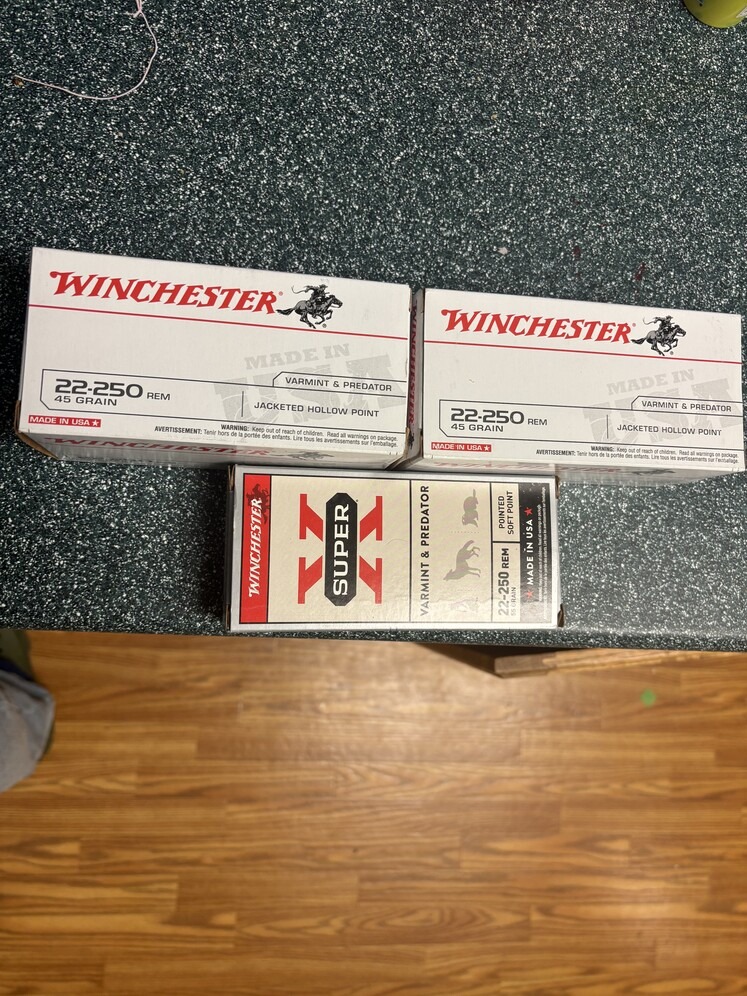 WINCHESTER
MADE IN
USA
VARMINT & PREDATOR
22-250 REM
45 GRAIN
JACKETED HOLLOW POINT
MADE IN USA ★
WARNING: Keep out of reach of children. Read all warnings on package.
AVERTISSEMENT: Tenir hors de la portée des enfants. Lire tous les avertissements sur l'emballage.
WINCHESTER
WINCHESTER
WINCHESTER
MADE IN
USA
VARMINT & PREDATOR
22-250 REM
45 GRAIN
JACKETED HOLLOW POINT
MADE IN USA ★
WARNING: Keep out of reach of children. Read all warnings on package.
AVERTISSEMENT: Tenir hors de la portée des enfants. Lire tous les avertissements sur l'emballage.
WINCHESTER
SUPER
X
VARMINT & PREDATOR
22-250 REM
55 GRAIN
POINTED
SOFT POINT
★ MADE IN USA ★